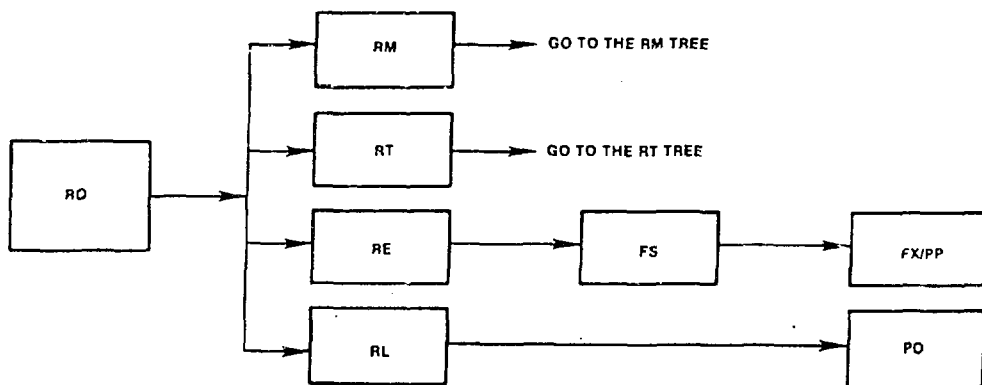 RM
GO TO THE RM TREE
RT
GO TO THE RT TREE
RO
RE
FS
FX/PP
RL
PO